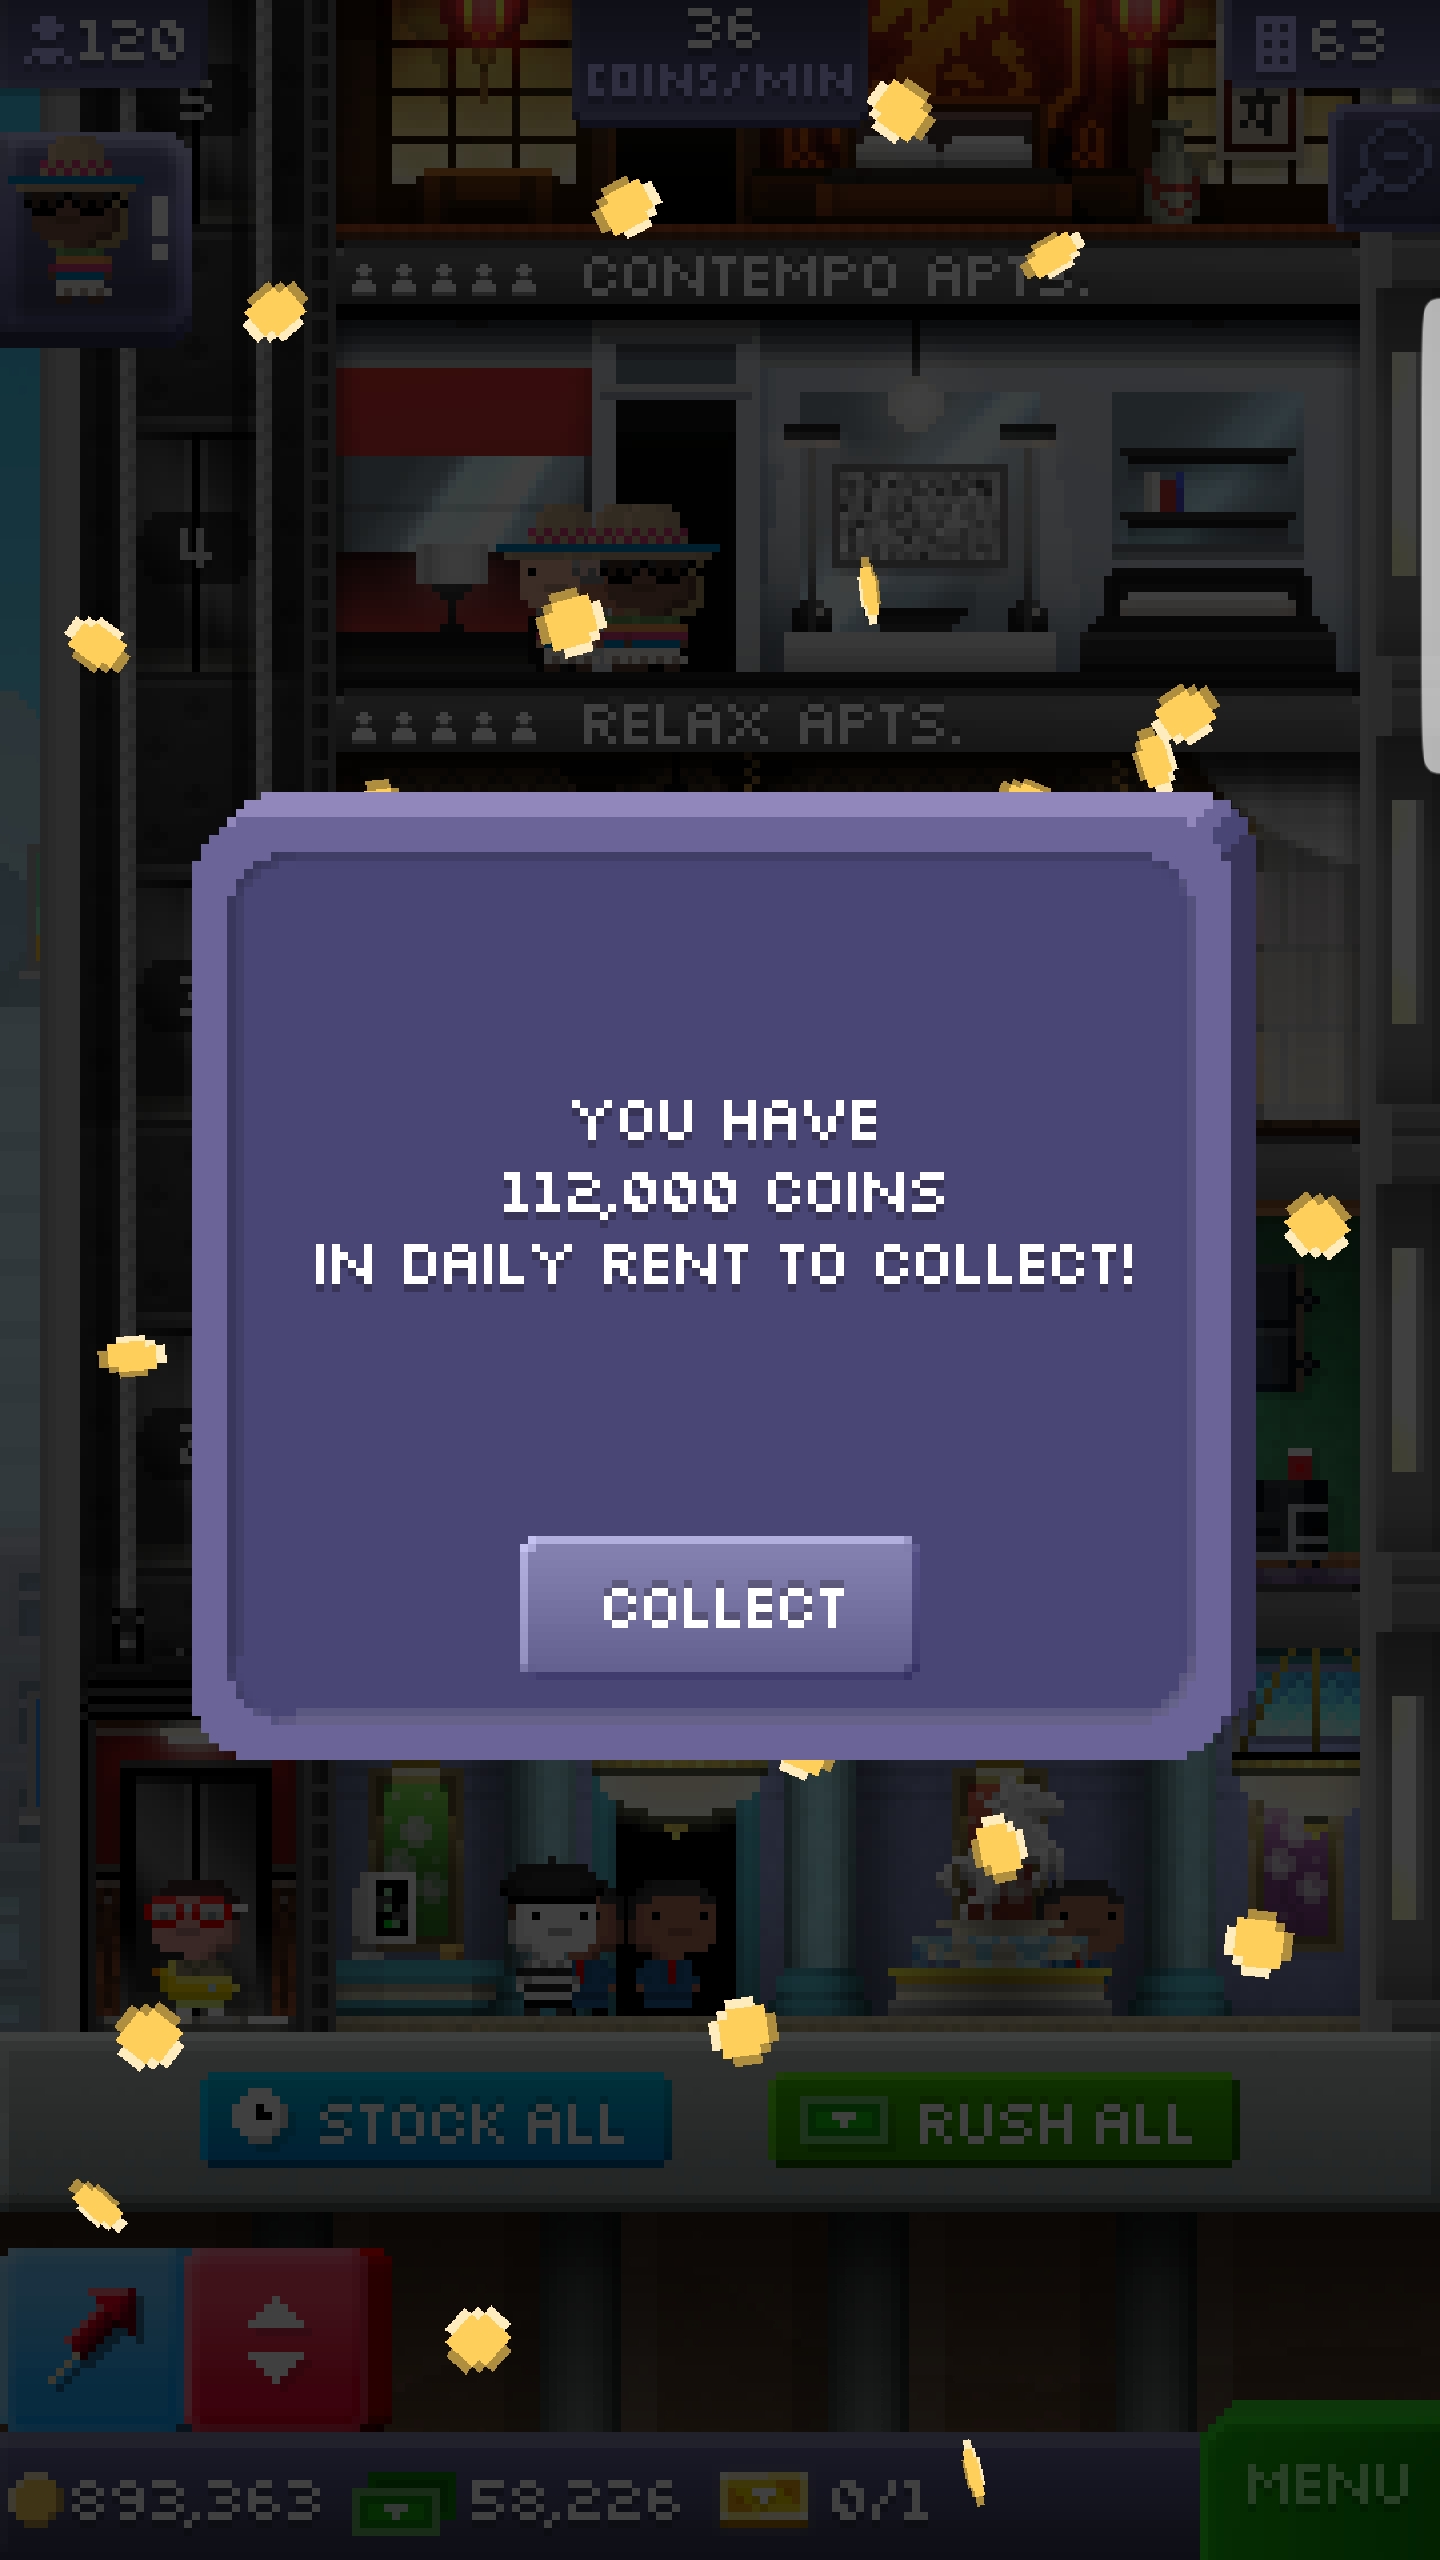 120
36
COINS/MIN
63
5
!
CONTEMPO APTS.
4
RELAX APTS.
YOU HAVE
112,000 COINS
IN DAILY RENT TO COLLECT!
COLLECT
STOCK ALL
RUSH ALL
893,363
58,226
0/1
MENU